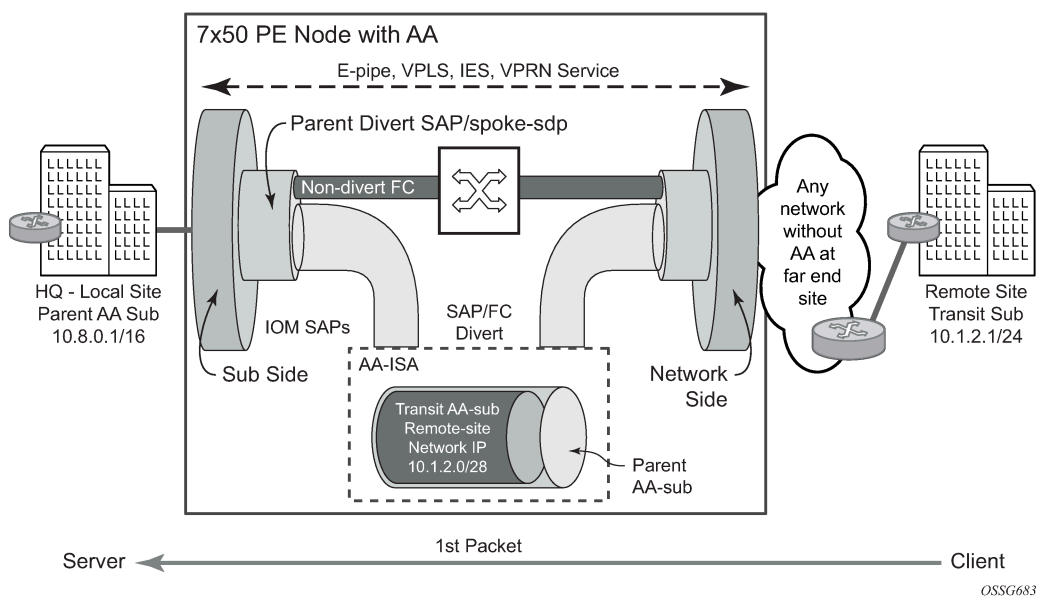 7x50 PE Node with AA
E-pipe, VPLS, IES, VPRN Service
Parent Divert SAP/spoke-sdp
Non-divert FC
Any
network
without
AA at
far end
site
HQ - Local Site
Parent AA Sub
10.8.0.1/16
Remote Site
Transit Sub
10.1.2.1/24
IOM SAPs
SAP/FC
Divert
AA-ISA
Sub Side
Network
Side
Transit AA-sub
Remote-site
Network IP
10.1.2.0/28
Parent
AA-sub
1st Packet
Server
Client
OSSG683